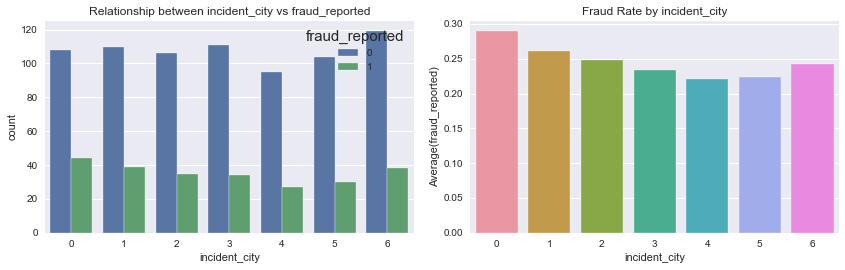 Relationship between incident_city vs fraud_reported
120
100
80
60
40
20
0
count
fraud_reported
0
1
0 1 2 3 4 5 6
incident_city
Fraud Rate by incident_city
0.30
0.25
0.20
0.15
0.10
0.05
0.00
Average(fraud_reported)
0 1 2 3 4 5 6
incident_city